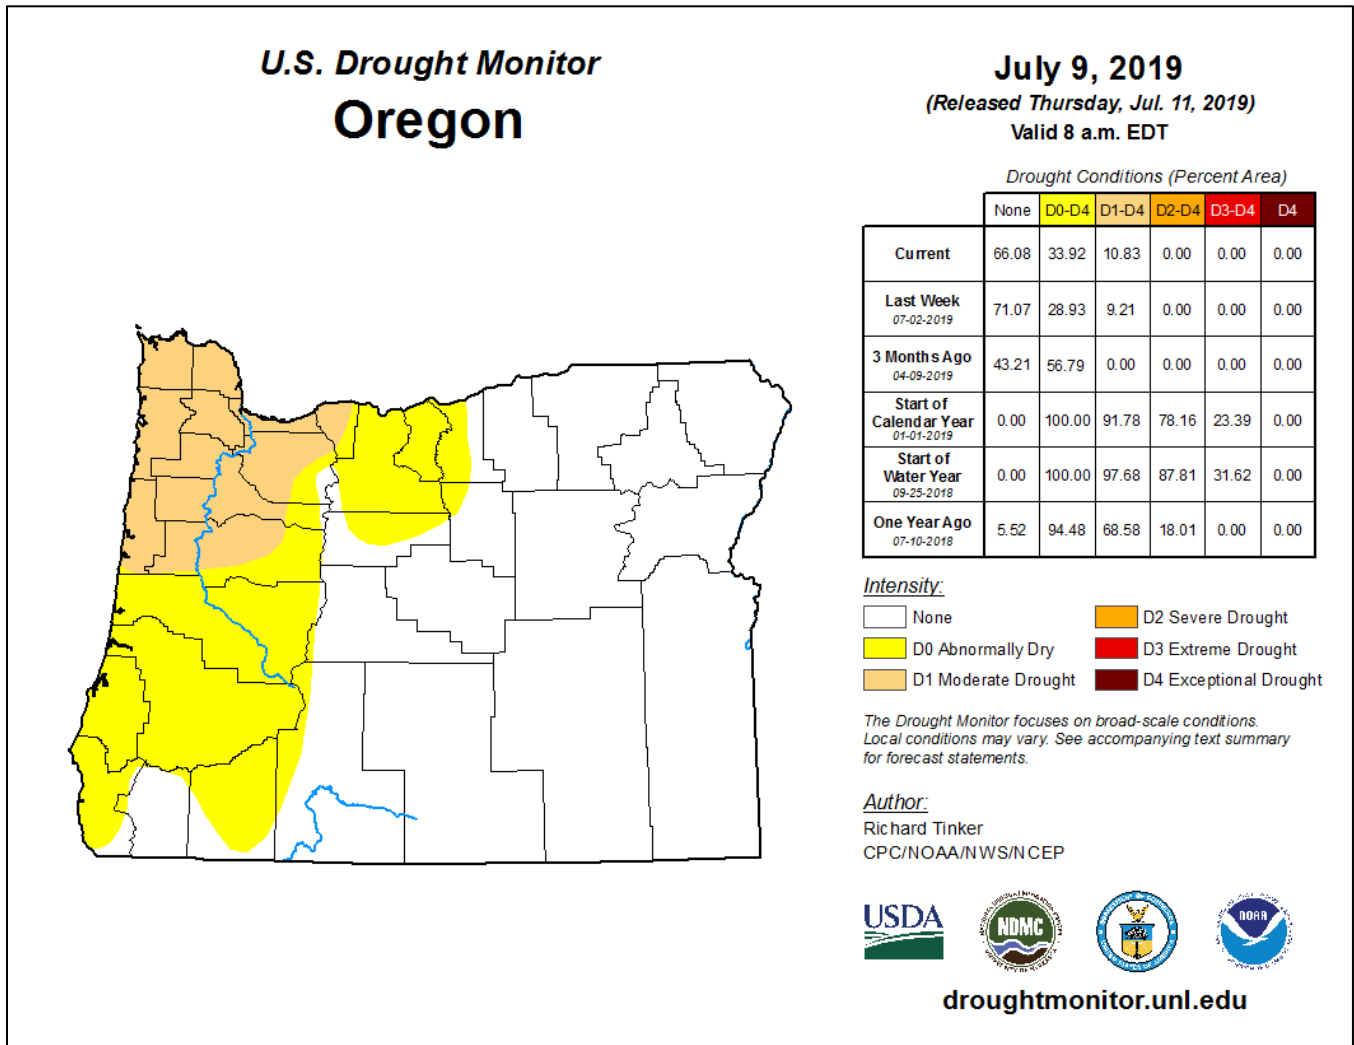 U.S. Drought Monitor
Oregon
July 9, 2019
(Released Thursday, Jul. 11, 2019)
Valid 8 a.m. EDT
Drought Conditions (Percent Area)
None D0-D4 D1-D4 D2-D4 D3-D4 D4
Current 66.08 33.92 10.83 0.00 0.00 0.00
Last Week
07-02-2019 71.07 28.93 9.21 0.00 0.00 0.00
3 Months Ago
04-09-2019 43.21 56.79 0.00 0.00 0.00 0.00
Start of
Calendar Year
01-01-2019 0.00 100.00 91.78 78.16 23.39 0.00
Start of
Water Year
09-25-2018 0.00 100.00 97.68 87.81 31.62 0.00
One Year Ago
07-10-2018 5.52 94.48 68.58 18.01 0.00 0.00
Intensity:
None
D0 Abnormally Dry
D1 Moderate Drought
D2 Severe Drought
D3 Extreme Drought
D4 Exceptional Drought
The Drought Monitor focuses on broad-scale conditions.
Local conditions may vary. See accompanying text summary
for forecast statements.
Author:
Richard Tinker
CPC/NOAA/NWS/NCEP
USDA
NDMC
NOAA
droughtmonitor.unl.edu